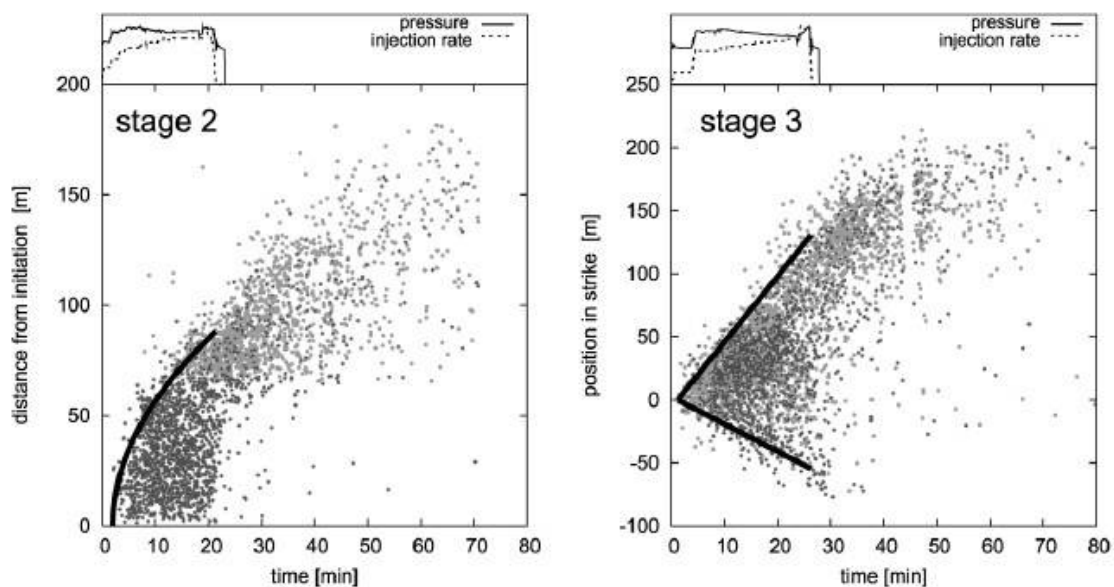 pressure
injection rate
200
150
100
50
0
stage 2
distance from initiation [m]
0 10 20 30 40 50 60 70 80
time [min]
pressure
injection rate
250
200
150
100
50
0
-50
-100
stage 3
position in strike [m]
0 10 20 30 40 50 60 70 80
time [min]